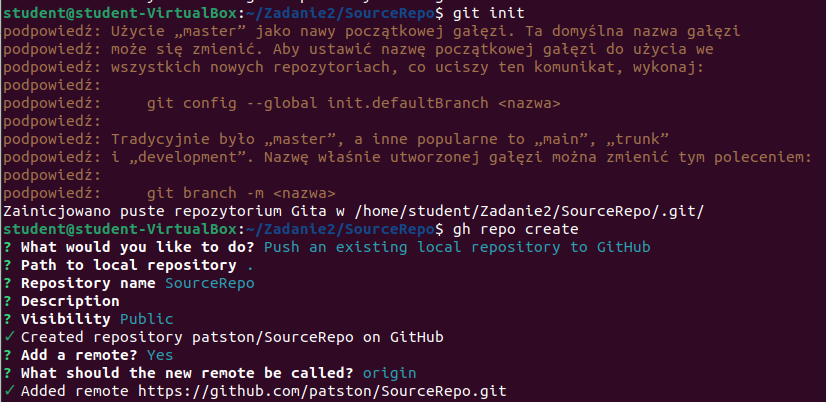 student@student-VirtualBox:~/Zadanie2/SourceRepo$ git init
podpowiedź: Użycie „master” jako nawy początkowej gałęzi. Ta domyślna nazwa gałęzi
podpowiedź: może się zmienić. Aby ustawić nazwę początkowej gałęzi do użycia we
podpowiedź: wszystkich nowych repozytoriach, co uciszy ten komunikat, wykonaj:
podpowiedź:
podpowiedź:     git config --global init.defaultBranch <nazwa>
podpowiedź:
podpowiedź: Tradycyjnie było „master”, a inne popularne to „main”, „trunk”
podpowiedź: i „development”. Nazwę właśnie utworzonej gałęzi można zmienić tym poleceniem:
podpowiedź:
podpowiedź:     git branch -m <nazwa>
Zainicjowano puste repozytorium Gita w /home/student/Zadanie2/SourceRepo/.git/
student@student-VirtualBox:~/Zadanie2/SourceRepo$ gh repo create
? What would you like to do? Push an existing local repository to GitHub
? Path to local repository .
? Repository name SourceRepo
? Description
? Visibility Public
✓ Created repository patston/SourceRepo on GitHub
? Add a remote? Yes
? What should the new remote be called? origin
✓ Added remote https://github.com/patston/SourceRepo.git